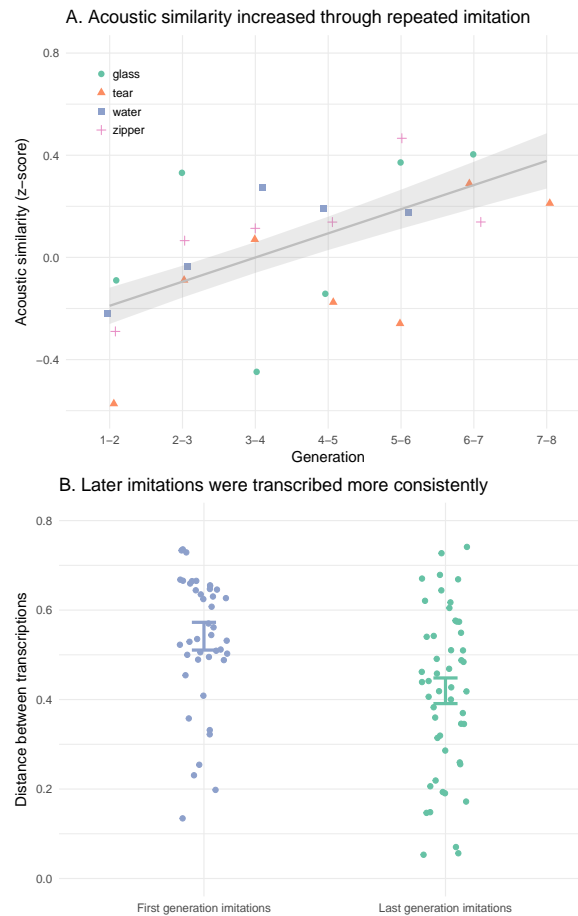 A. Acoustic similarity increased through repeated imitation
Acoustic similarity (z−score)
0.8
0.4
0.0
−0.4
glass
tear
water
zipper
1−2 2−3 3−4 4−5 5−6 6−7 7−8
Generation
B. Later imitations were transcribed more consistently
Distance between transcriptions
0.8
0.6
0.4
0.2
0.0
First generation imitations Last generation imitations